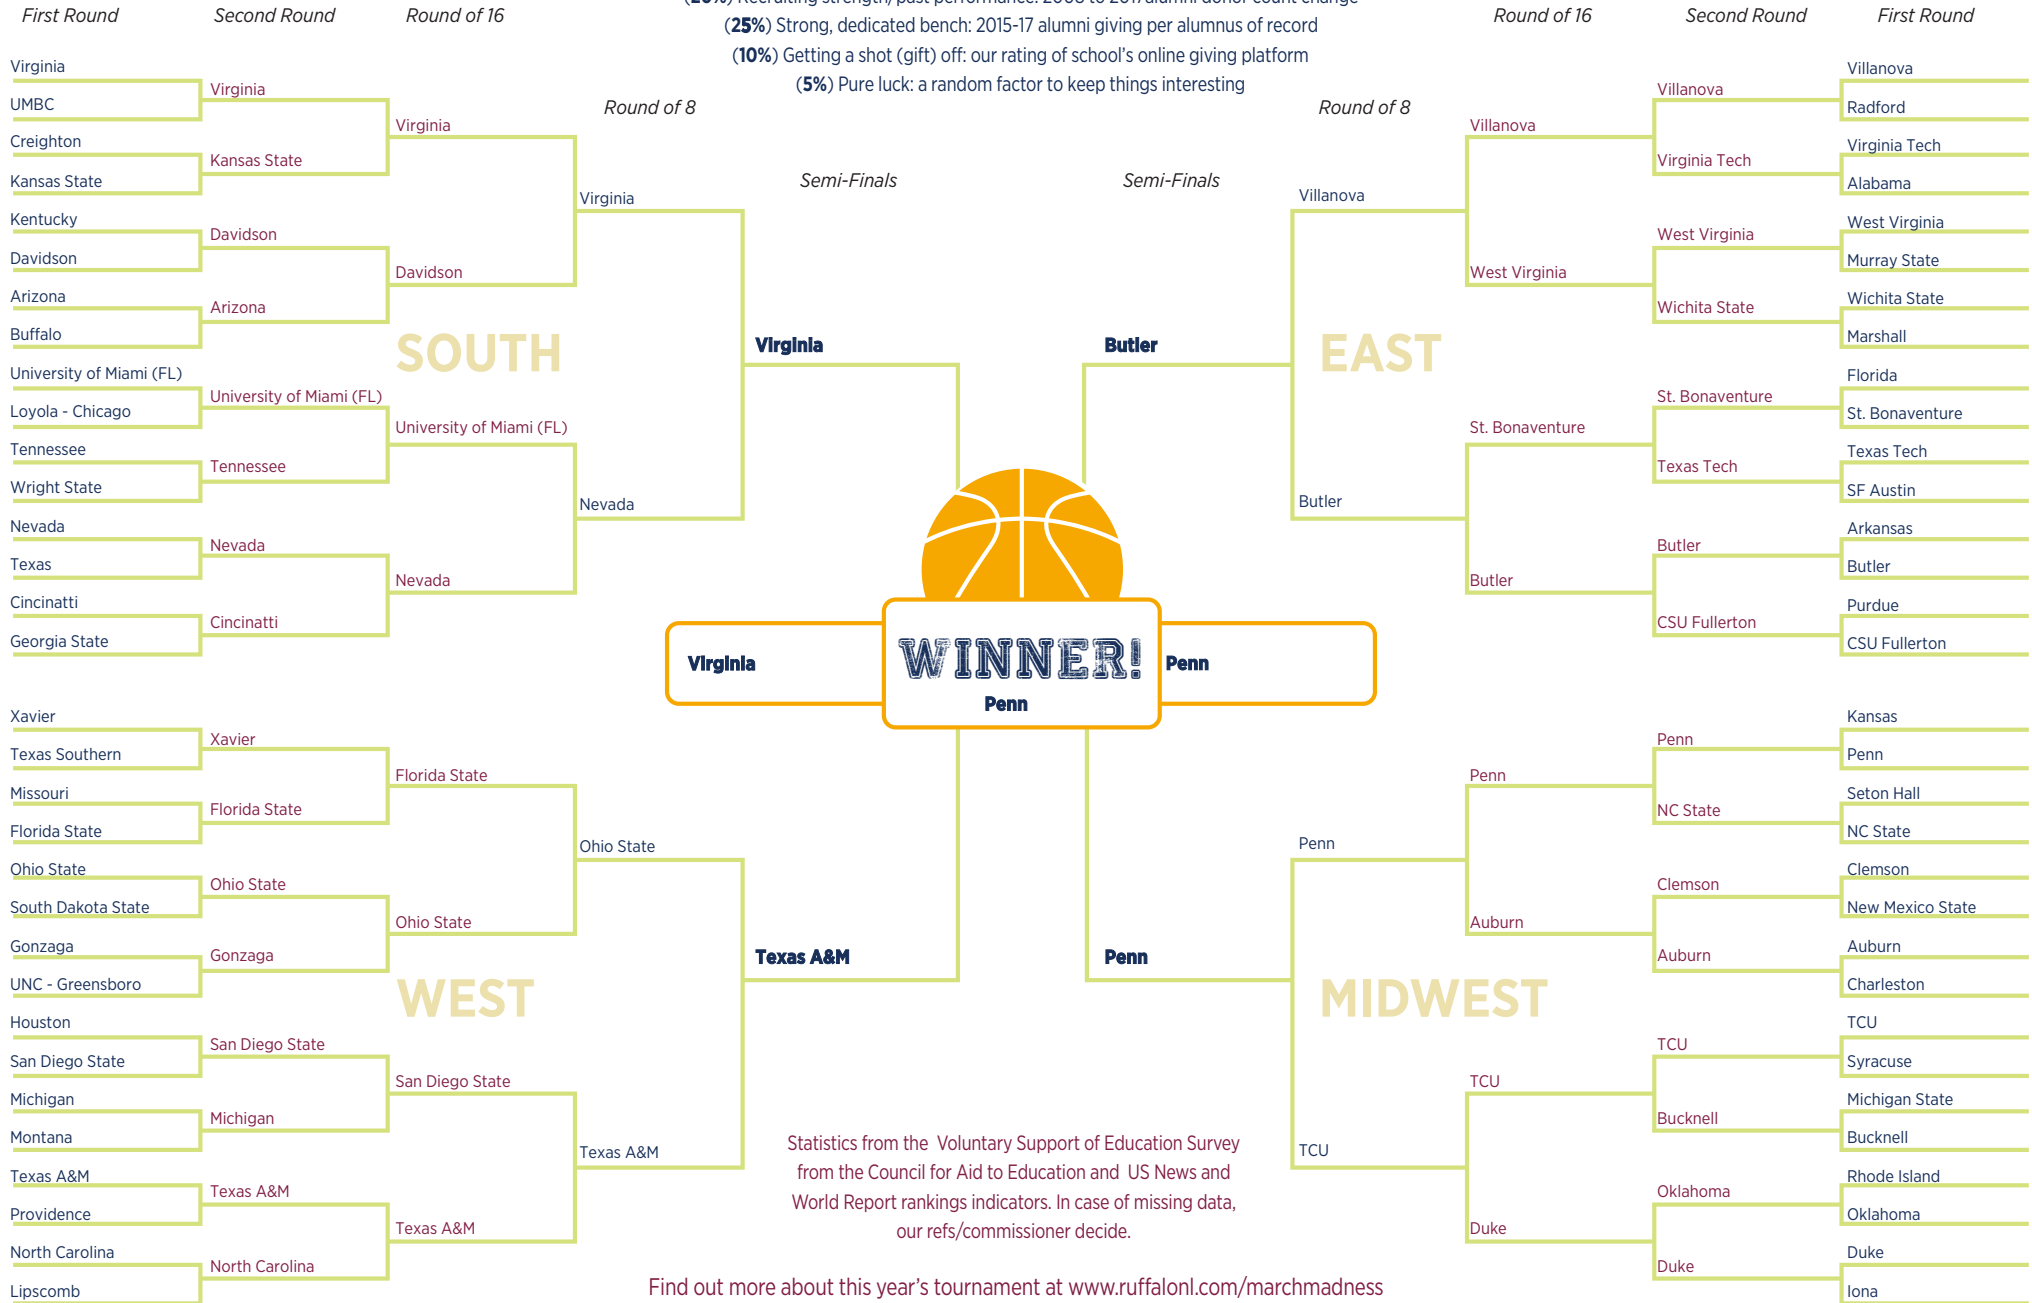 First Round
Second Round
Round of 16
(20%) Recruiting strength/past performance: 2008 to 2017alumni donor count change
(25%) Strong, dedicated bench: 2015-17 alumni giving per alumnus of record
(10%) Getting a shot (gift) off: our rating of school's online giving platform
(5%) Pure luck: a random factor to keep things interesting
Round of 16
Second Round
First Round
Round of 8
Round of 8
Semi-Finals
Semi-Finals
Virginia
UMBC
Creighton
Kansas State
Kentucky
Davidson
Arizona
Buffalo
University of Miami (FL)
Loyola - Chicago
Tennessee
Wright State
Nevada
Texas
Cincinatti
Georgia State
Virginia
Kansas State
Davidson
Arizona
University of Miami (FL)
Tennessee
Nevada
Cincinatti
Virginia
Davidson
University of Miami (FL)
Nevada
SOUTH
Virginia
Nevada
Virginia
Xavier
Texas Southern
Missouri
Florida State
Ohio State
South Dakota State
Gonzaga
UNC - Greensboro
Houston
San Diego State
Michigan
Montana
Texas A&M
Providence
North Carolina
Lipscomb
Xavier
Florida State
Ohio State
Gonzaga
San Diego State
Michigan
Texas A&M
North Carolina
Florida State
Ohio State
San Diego State
Texas A&M
WEST
Ohio State
Texas A&M
Texas A&M
Virginia
WINNER!
Penn
Penn
Butler
Villanova
Butler
EAST
Villanova
West Virginia
St. Bonaventure
Butler
Villanova
Virginia Tech
West Virginia
Wichita State
St. Bonaventure
Texas Tech
Butler
CSU Fullerton
Villanova
Radford
Virginia Tech
Alabama
West Virginia
Murray State
Wichita State
Marshall
Florida
St. Bonaventure
Texas Tech
SF Austin
Arkansas
Butler
Purdue
CSU Fullerton
Penn
Penn
TCU
MIDWEST
Penn
Auburn
TCU
Duke
Penn
NC State
Clemson
Auburn
TCU
Bucknell
Oklahoma
Duke
Kansas
Penn
Seton Hall
NC State
Clemson
New Mexico State
Auburn
Charleston
TCU
Syracuse
Michigan State
Bucknell
Rhode Island
Oklahoma
Duke
Iona
Statistics from the Voluntary Support of Education Survey
from the Council for Aid to Education and US News and
World Report rankings indicators. In case of missing data,
our refs/commissioner decide.
Find out more about this year's tournament at www.ruffalonl.com/marchmadness